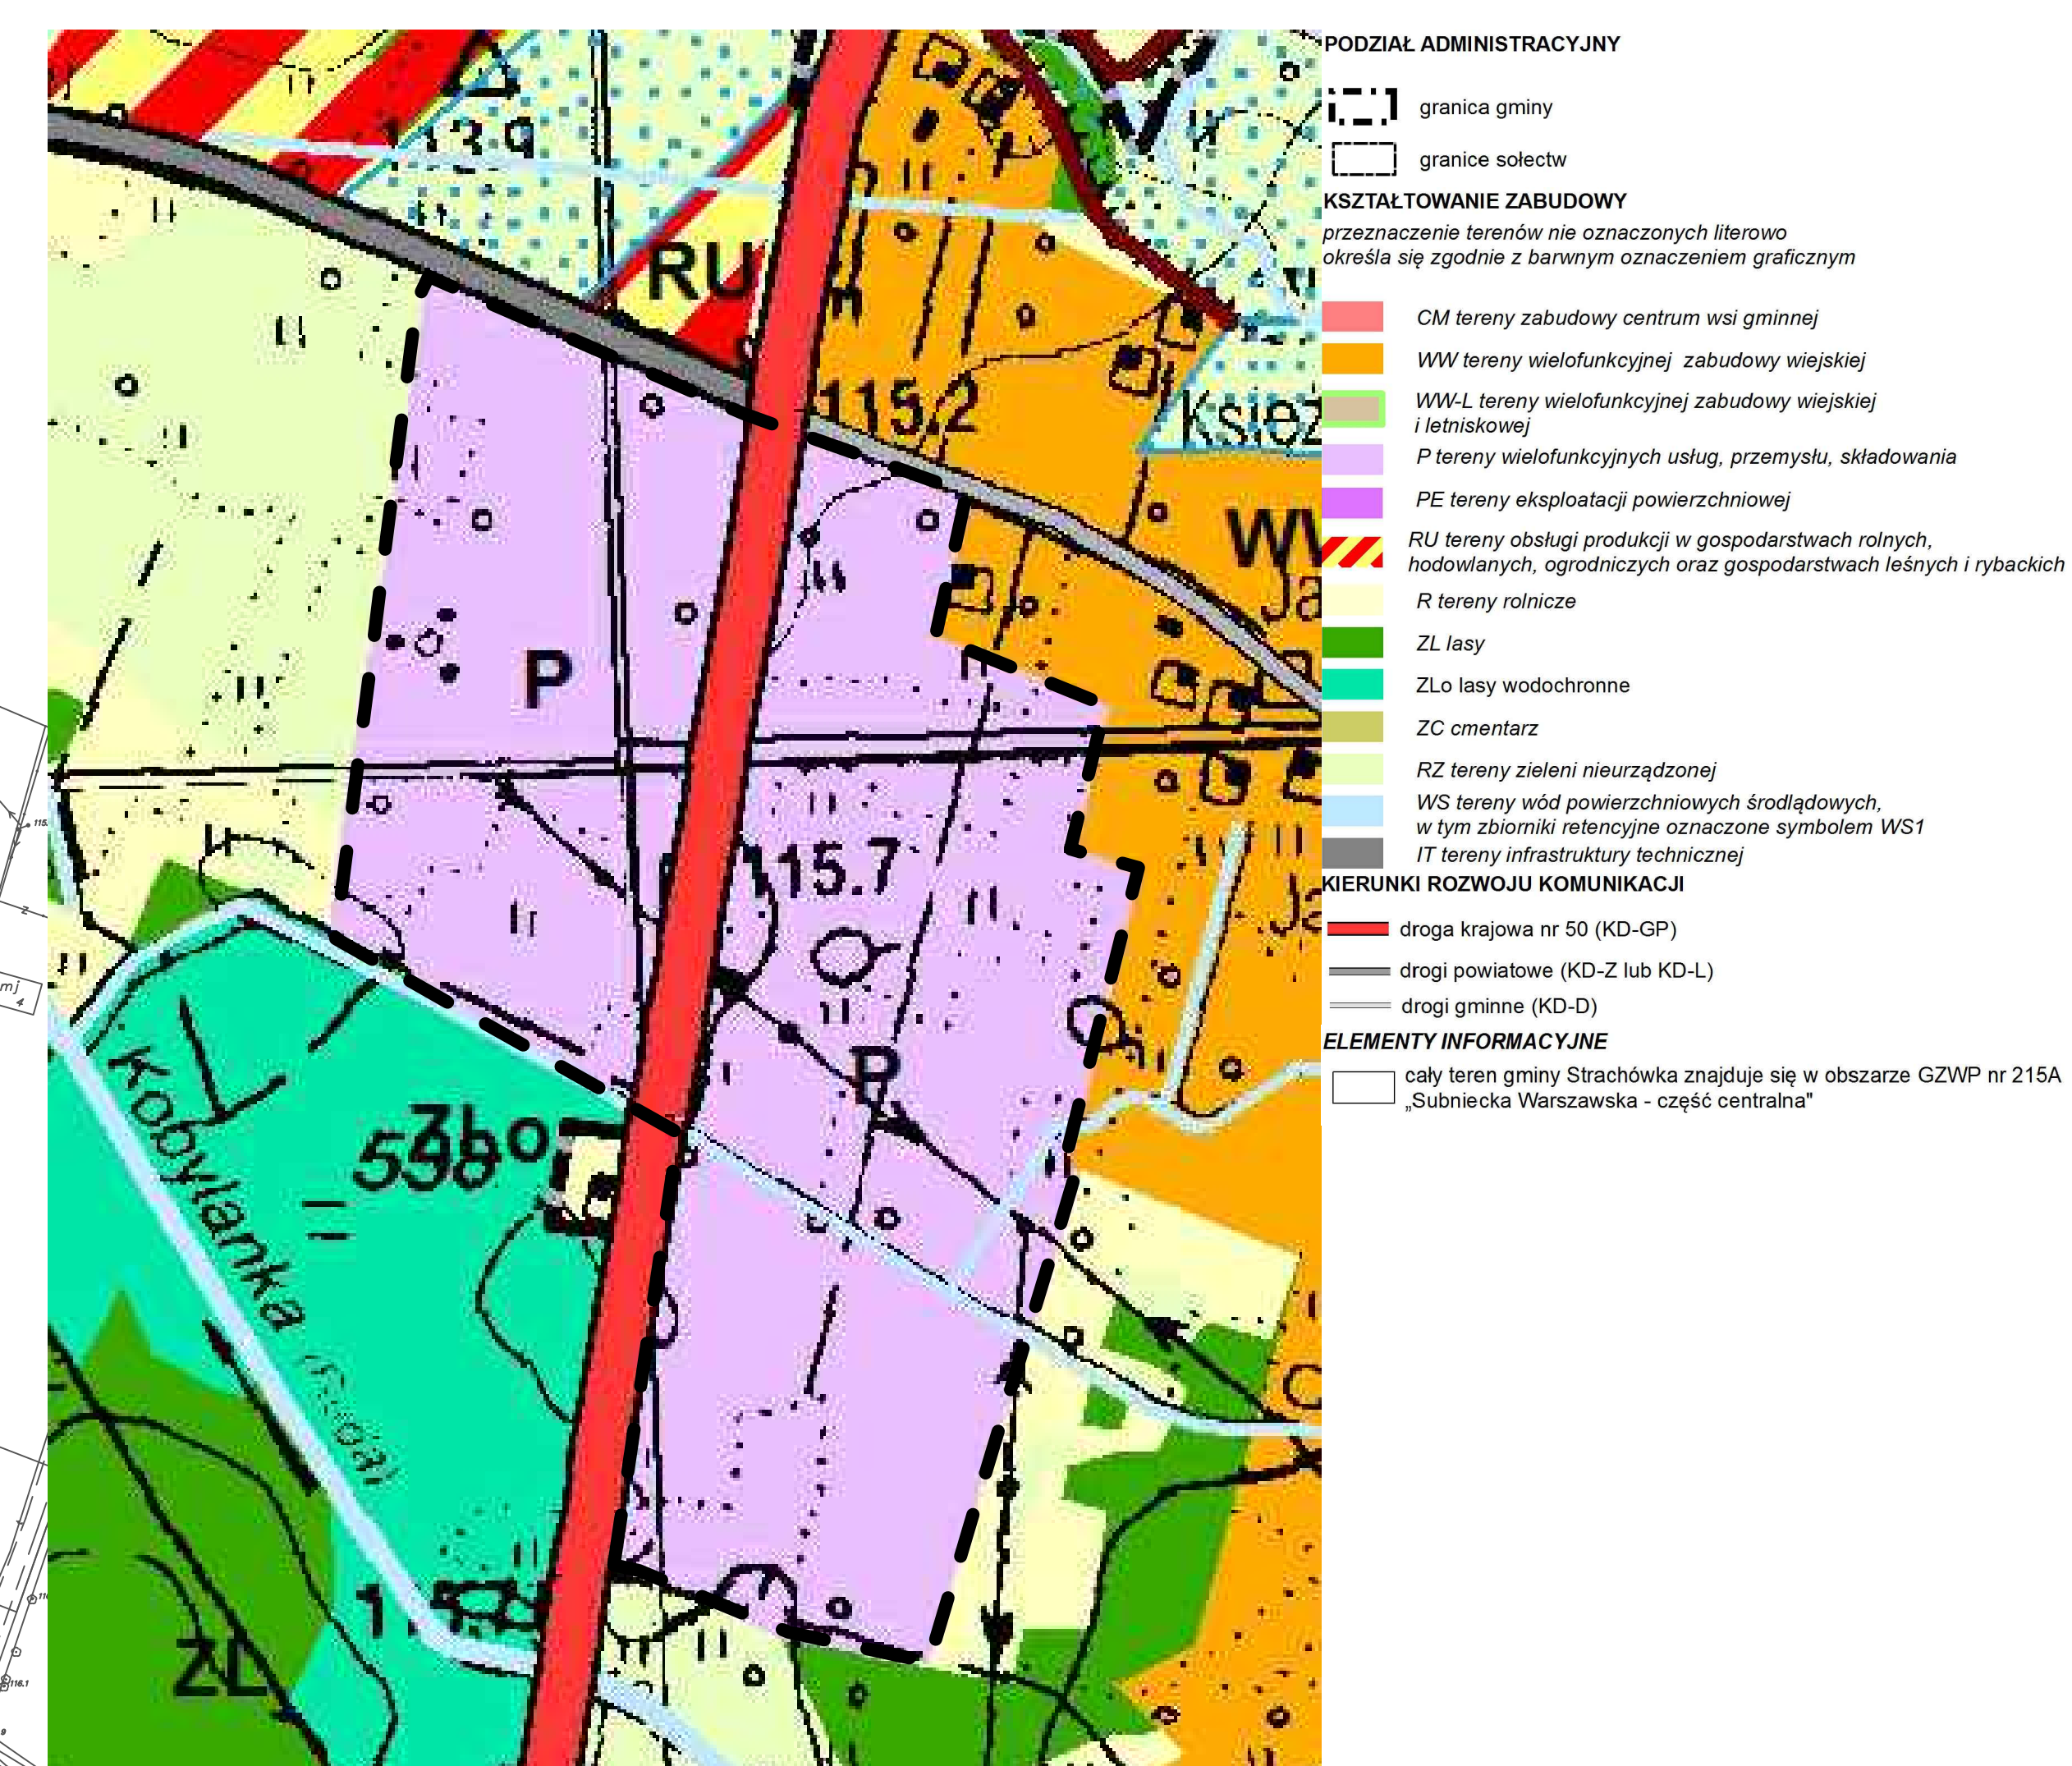 PODZIAŁ ADMINISTRACYJNY
granica gminy
granice sołectw
KSZTAŁTOWANIE ZABUDOWY
przeznaczenie terenów nie oznaczonych literowo
określa się zgodnie z barwnym oznaczeniem graficznym
CM tereny zabudowy centrum wsi gminnej
WW tereny wielofunkcyjnej zabudowy wiejskiej
WW-L tereny wielofunkcyjnej zabudowy wiejskiej
i letniskowej
P tereny wielofunkcyjnych usług, przemysłu, składowania
PE tereny eksploatacji powierzchniowej
RU tereny obsługi produkcji w gospodarstwach rolnych,
hodowlanych, ogrodniczych oraz gospodarstwach leśnych i rybackich
R tereny rolnicze
ZL lasy
ZLo lasy wodochronne
ZC cmentarz
RZ tereny zieleni nieurządzonej
WS tereny wód powierzchniowych środlądowych,
w tym zbiorniki retencyjne oznaczone symbolem WS1
IT tereny infrastruktury technicznej
KIERUNKI ROZWOJU KOMUNIKACJI
droga krajowa nr 50 (KD-GP)
drogi powiatowe (KD-Z lub KD-L)
drogi gminne (KD-D)
ELEMENTY INFORMACYJNE
cały teren gminy Strachówka znajduje się w obszarze GZWP nr 215A
„Subniecka Warszawska - część centralna"
RU
115.2
P
115.7
P
Kobylanka
ZL
116.1